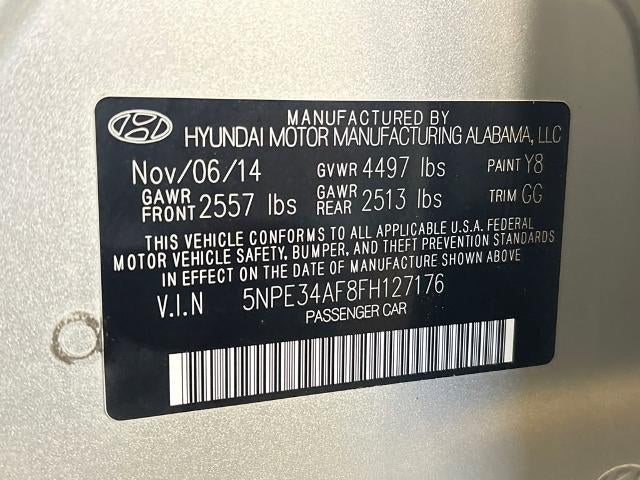 MANUFACTURED BY
HYUNDAI MOTOR MANUFACTURING ALABAMA, LLC
Nov/06/14 GVWR 4497 lbs PAINT Y8
GAWR FRONT 2557 lbs GAWR REAR 2513 lbs TRIM GG
THIS VEHICLE CONFORMS TO ALL APPLICABLE U.S.A. FEDERAL
MOTOR VEHICLE SAFETY, BUMPER, AND THEFT PREVENTION STANDARDS
IN EFFECT ON THE DATE OF MANUFACTURE SHOWN ABOVE
V.I.N 5NPE34AF8FH127176
PASSENGER CAR